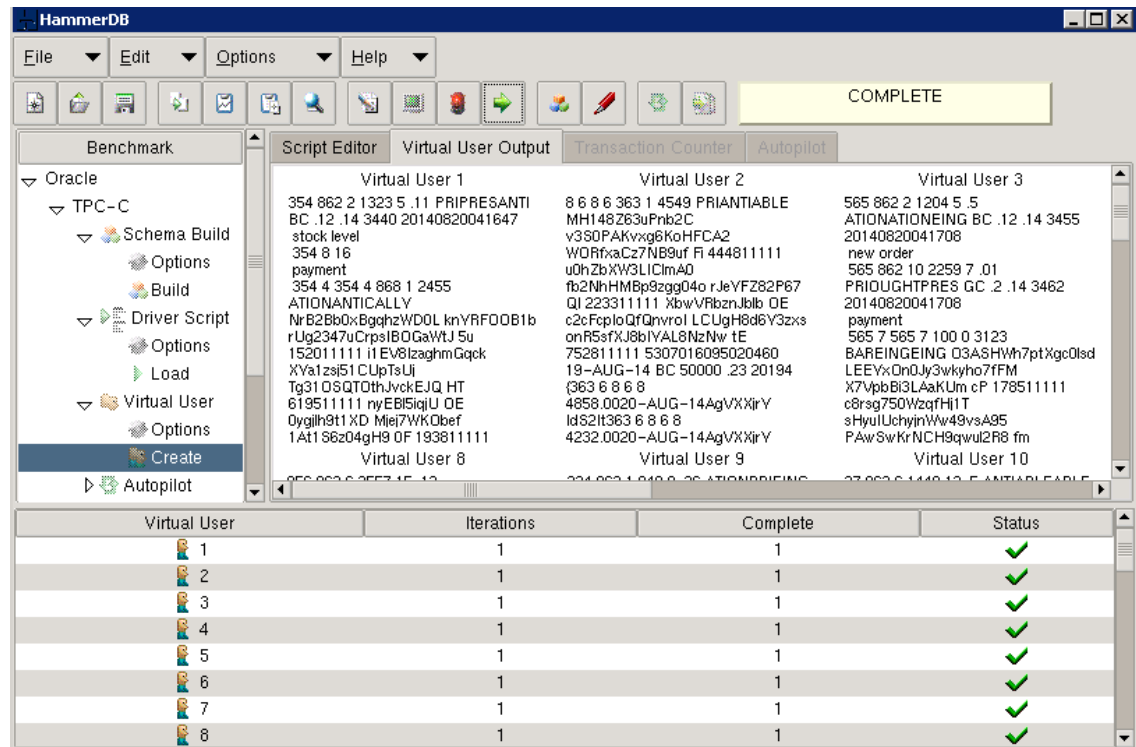 HammerDB
File Edit Options Help
COMPLETE
Benchmark
Oracle
TPC-C
Schema Build
Options
Build
Driver Script
Options
Load
Virtual User
Options
Create
Autopilot
Script Editor Virtual User Output Transaction Counter Autopilot
Virtual User 1
354 862 2 1323 5 .11 PRIPRESANTI
BC .12 .14 3440 20140820041647
stock level
354 8 16
payment
354 4 354 4 868 1 2455
ATIONANTICALLY
NrB2Bb0xBgqhzWD0L knVRFOOB1b
rUg2347uCrpsIBOGaWtJ 5u
152011111 i1EV8IzaghmGqck
XVa1zsj51CUpTsUj
Tg31OSQTOthJvckEJQ HT
619511111 nyEBl5iqjU OE
0ygilh9t1XD Mjej7WKObef
1At1S6z04gH9 0F 193811111
Virtual User 2
8 6 8 6 363 1 4549 PRIANTIABLE
MH148Z63uPnb2C
v3S0PAKvxg6KoHFCA2
WORfxaCz7NB9uf Fi 444811111
u0hZbXW3LIClmA0
fb2NhHMBp9zgg04o rJeVFZ82P67
QI 223311111 XbwVRbznJblb OE
c2cFcploQfQnvrol LCUgH8d6Y3zxs
onR5sfXJ8blYAL8NzNw tE
752811111 5307016095020460
19-AUG-14 BC 50000 .23 20194
{363 6 8 6 8
4858.0020-AUG-14AgVXXjrY
IdS2It363 6 8 6 8
4232.0020-AUG-14AgVXXjrY
Virtual User 3
565 862 2 1204 5 .5
ATIONATIONEING BC .12 .14 3455
20140820041708
new order
565 862 10 2259 7 .01
PRIOUGHTPRES GC .2 .14 3462
20140820041708
payment
565 7 565 7 100 0 3123
BAREINGEING O3ASHWh7ptXgc0lsd
LEEVxOn0Jy3wkyho7fFM
X7VpbBi3LAaKUm cP 178511111
c8rsg750WzqfHj1T
sHyulUchyjnWw49vsA95
PAwSwKrNCH9qwul2R8 fm
Virtual User 8
Virtual User 9
Virtual User 10
Virtual User Iterations Complete Status
1 1 1
2 1 1
3 1 1
4 1 1
5 1 1
6 1 1
7 1 1
8 1 1